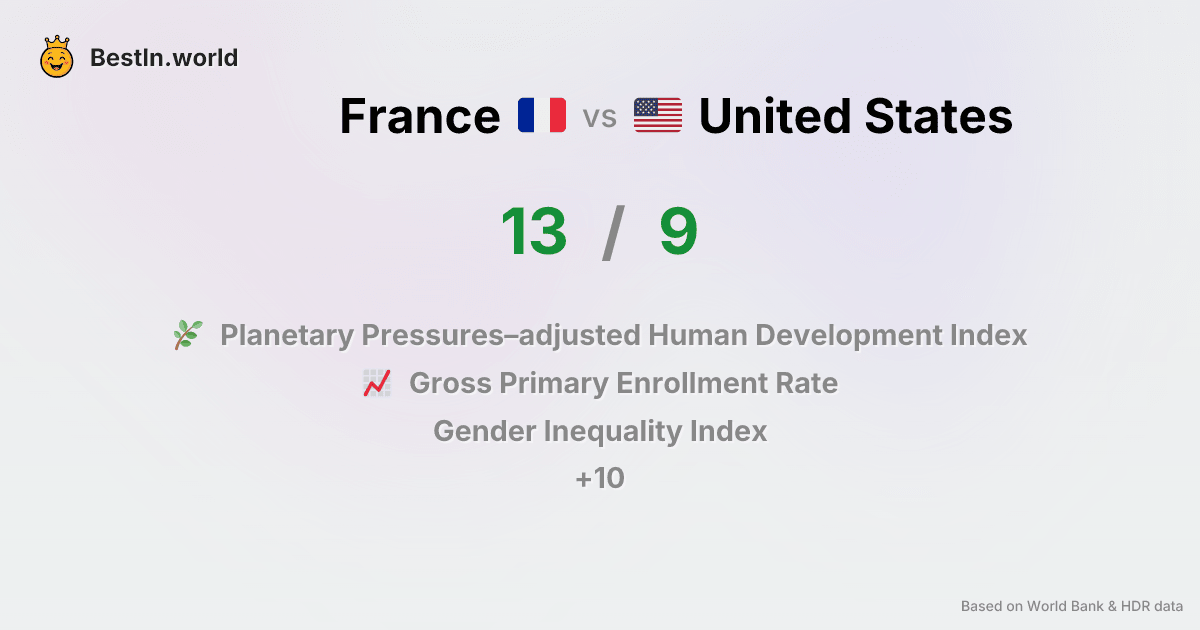 BestIn.world
France vs United States
13 / 9
Planetary Pressures–adjusted Human Development Index
Gross Primary Enrollment Rate
Gender Inequality Index
+10
Based on World Bank & HDR data